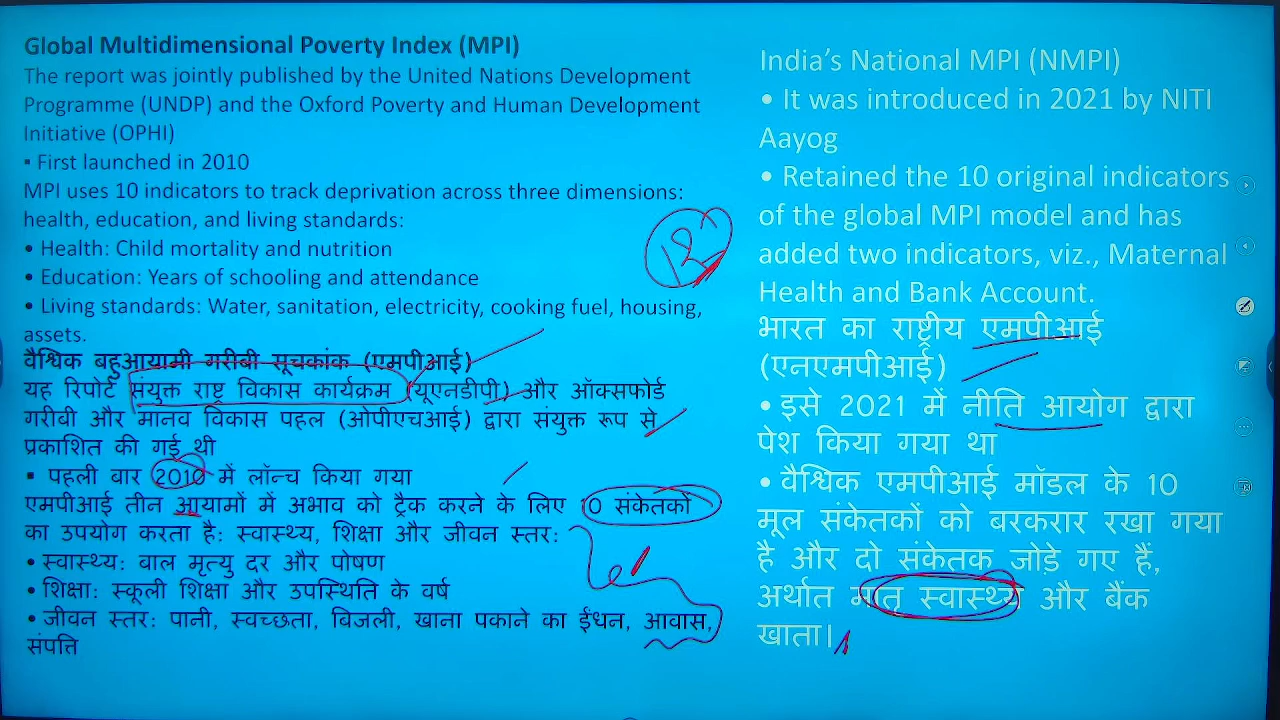 Global Multidimensional Poverty Index (MPI)
The report was jointly published by the United Nations Development
Programme (UNDP) and the Oxford Poverty and Human Development
Initiative (OPHI)
▪ First launched in 2010
MPI uses 10 indicators to track deprivation across three dimensions:
health, education, and living standards:
• Health: Child mortality and nutrition
• Education: Years of schooling and attendance
• Living standards: Water, sanitation, electricity, cooking fuel, housing,
assets.
वैश्विक बहुआयामी गरीबी सूचकांक (एमपीआई)
यह रिपोर्ट संयुक्त राष्ट्र विकास कार्यक्रम (यूएनडीपी) और ऑक्सफोर्ड
गरीबी और मानव विकास पहल (ओपीएचआई) द्वारा संयुक्त रूप से
प्रकाशित की गई थी
▪ पहली बार 2010 में लॉन्च किया गया
एमपीआई तीन आयामों में अभाव को ट्रैक करने के लिए 10 संकेतकों
का उपयोग करता है: स्वास्थ्य, शिक्षा और जीवन स्तर:
• स्वास्थ्य: बाल मृत्यु दर और पोषण
• शिक्षा: स्कूली शिक्षा और उपस्थिति के वर्ष
• जीवन स्तर: पानी, स्वच्छता, बिजली, खाना पकाने का ईंधन, आवास,
संपत्ति
India's National MPI (NMPI)
• It was introduced in 2021 by NITI
Aayog
• Retained the 10 original indicators
of the global MPI model and has
added two indicators, viz., Maternal
Health and Bank Account.
भारत का राष्ट्रीय एमपीआई
(एनएमपीआई)
• इसे 2021 में नीति आयोग द्वारा
पेश किया गया था
• वैश्विक एमपीआई मॉडल के 10
मूल संकेतकों को बरकरार रखा गया
है और दो संकेतक जोड़े गए हैं,
अर्थात मातृ स्वास्थ्य और बैंक
खाता।